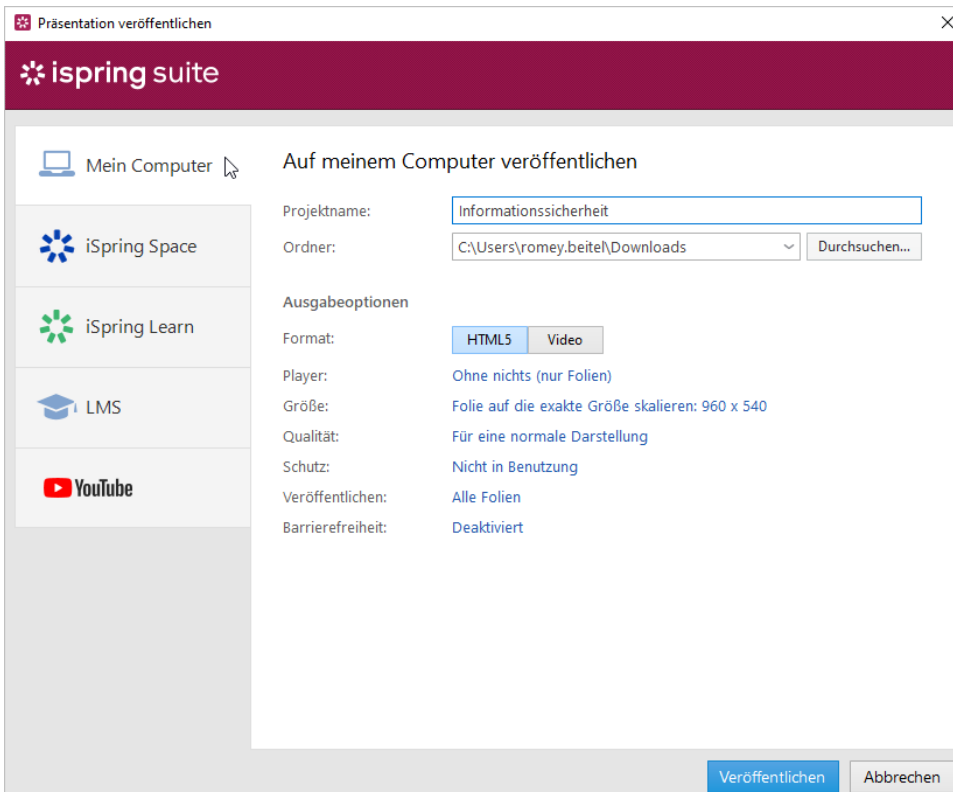 Präsentation veröffentlichen
ispring suite
Mein Computer
iSpring Space
iSpring Learn
LMS
YouTube
Auf meinem Computer veröffentlichen
Projektname: Informationssicherheit
Ordner: C:\Users\romey.beitel\Downloads Durchsuchen...
Ausgabeoptionen
Format: HTML5 Video
Player: Ohne nichts (nur Folien)
Größe: Folie auf die exakte Größe skalieren: 960 x 540
Qualität: Für eine normale Darstellung
Schutz: Nicht in Benutzung
Veröffentlichen: Alle Folien
Barrierefreiheit: Deaktiviert
Veröffentlichen Abbrechen